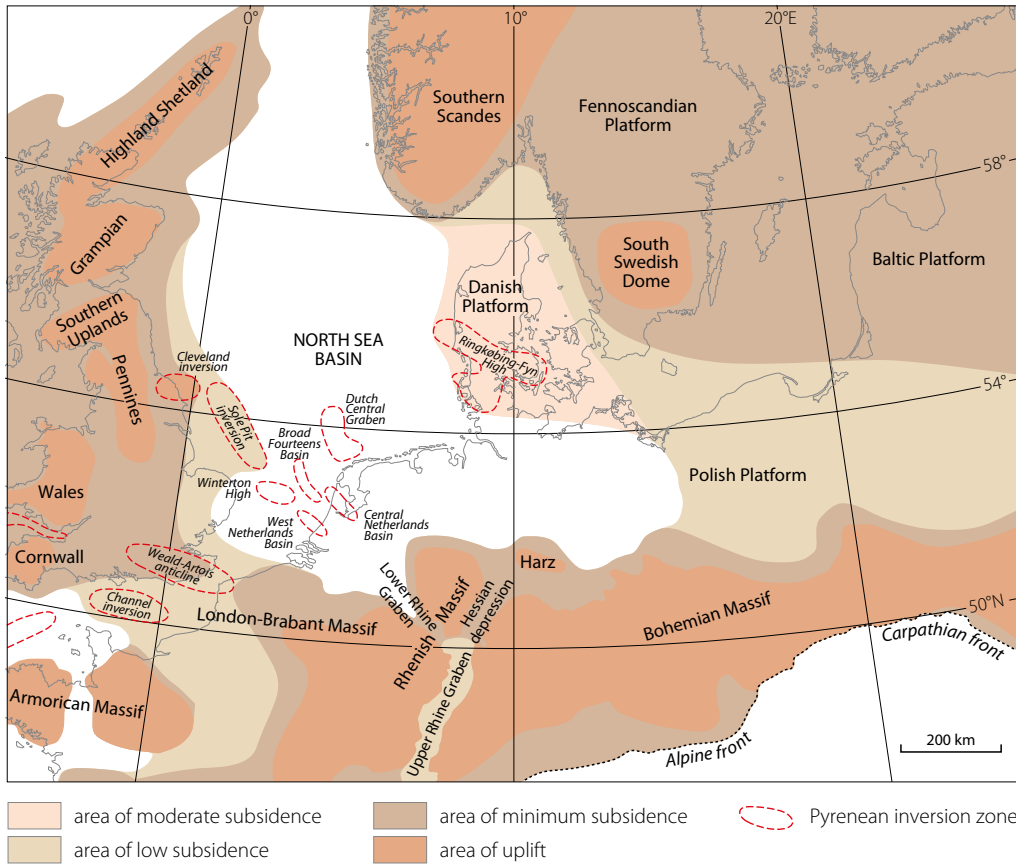 0°
10°
20°E
Highland Shetland
Southern
Scandes
Fennoscandian
Platform
58°
Grampian
South
Swedish
Dome
Baltic Platform
Danish
Platform
Southern
Uplands
NORTH SEA
BASIN
Ringkøbing-Fyn
High
Cleveland
inversion
Pennines
54°
Sole Pit
inversion
Dutch
Central
Graben
Broad
Fourteens
Basin
Polish Platform
Wales
Winterton
High
West
Netherlands
Basin
Central
Netherlands
Basin
Cornwall
Weald-Artois
anticline
Harz
Lower Rhine
Graben
Rhenish Massif
Hessian
depression
Channel
inversion
London-Brabant Massif
Bohemian Massif
50°N
Carpathian front
Armorican Massif
Upper Rhine Graben
Alpine front
200 km
area of moderate subsidence
area of minimum subsidence
Pyrenean inversion zone
area of low subsidence
area of uplift